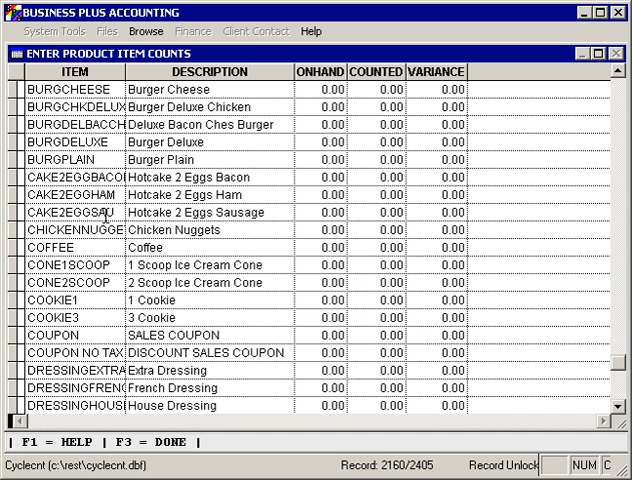 BUSINESS PLUS ACCOUNTING
System Tools Files Browse Finance Client Contact Help
ENTER PRODUCT ITEM COUNTS
ITEM DESCRIPTION ONHAND COUNTED VARIANCE
BURGCHEESE Burger Cheese 0.00 0.00 0.00
BURGCHKDELUX Burger Deluxe Chicken 0.00 0.00 0.00
BURGDELBACCH Deluxe Bacon Ches Burger 0.00 0.00 0.00
BURGDELUXE Burger Deluxe 0.00 0.00 0.00
BURGPLAIN Burger Plain 0.00 0.00 0.00
CAKE2EGGBACO Hotcake 2 Eggs Bacon 0.00 0.00 0.00
CAKE2EGGHAM Hotcake 2 Eggs Ham 0.00 0.00 0.00
CAKE2EGGSAU Hotcake 2 Eggs Sausage 0.00 0.00 0.00
CHICKENNUGGE Chicken Nuggets 0.00 0.00 0.00
COFFEE Coffee 0.00 0.00 0.00
CONE1SCOOP 1 Scoop Ice Cream Cone 0.00 0.00 0.00
CONE2SCOOP 2 Scoop Ice Cream Cone 0.00 0.00 0.00
COOKIE1 1 Cookie 0.00 0.00 0.00
COOKIE3 3 Cookie 0.00 0.00 0.00
COUPON SALES COUPON 0.00 0.00 0.00
COUPON NO TAX DISCOUNT SALES COUPON 0.00 0.00 0.00
DRESSINGEXTRA Extra Dressing 0.00 0.00 0.00
DRESSINGFRENC French Dressing 0.00 0.00 0.00
DRESSINGHOUS House Dressing 0.00 0.00 0.00
| F1 = HELP | F3 = DONE |
Cyclecnt (c:\rest\cyclecnt.dbf) Record: 2160/2405 Record Unlock NUM C